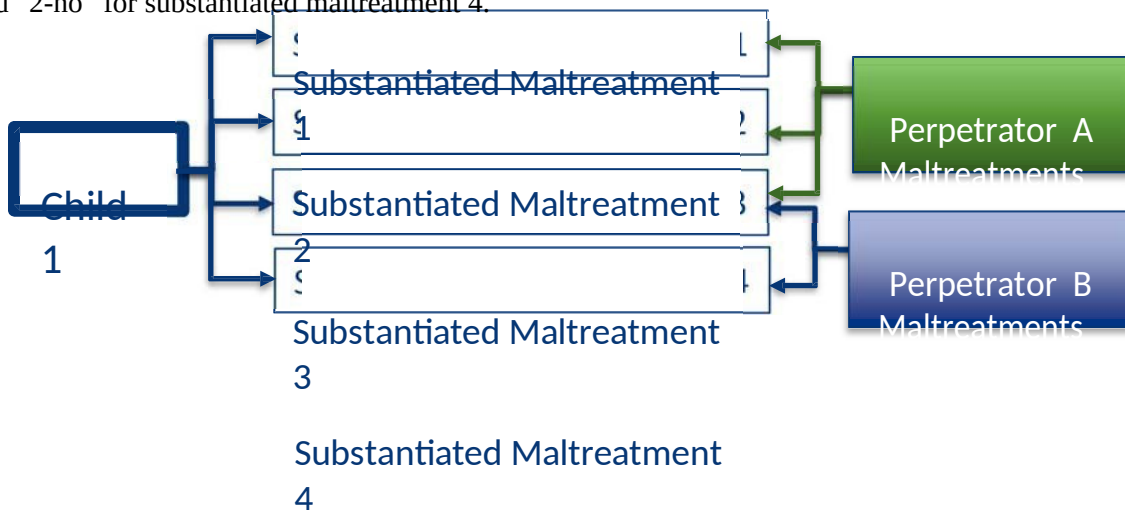 "2-no" for substantiated maltreatment 4.
Substantiated Maltreatment
1
Substantiated Maltreatment
2
Substantiated Maltreatment
3
Substantiated Maltreatment
4
Child
1
Perpetrator A
Maltreatments
Perpetrator B
Maltreatments